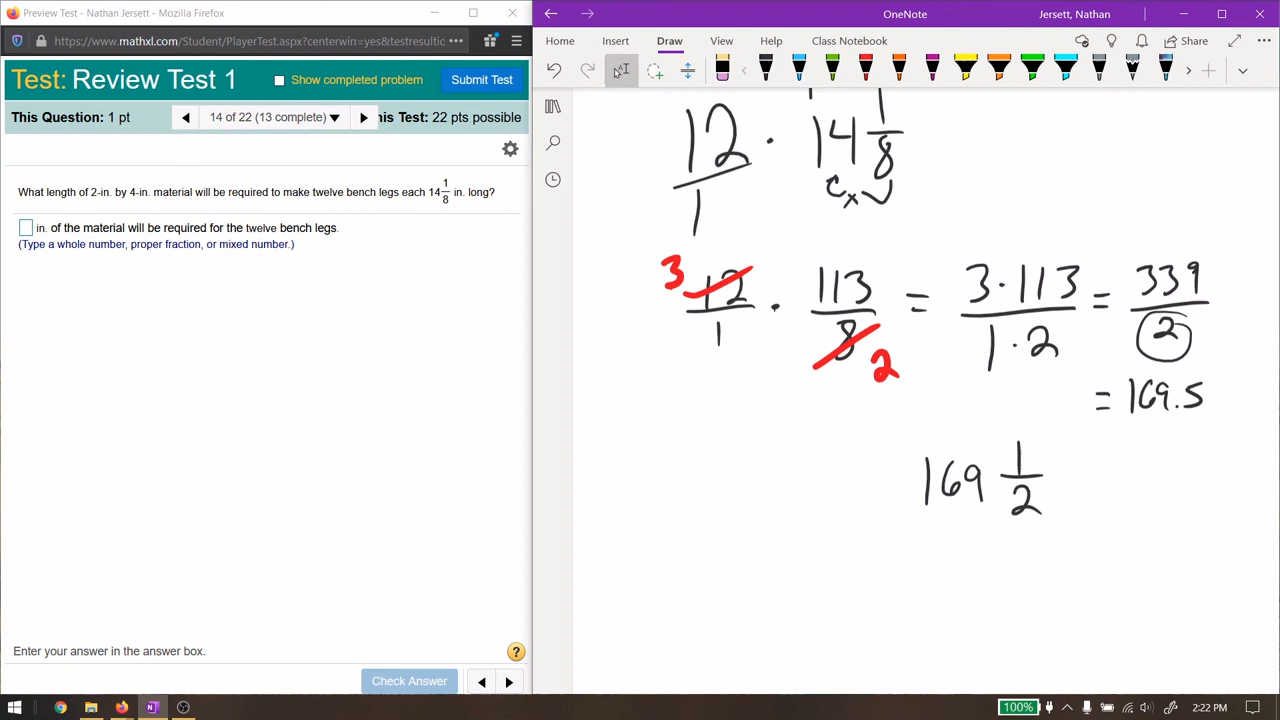 Preview Test - Nathan Jersett - Mozilla Firefox
https://www.mathxl.com/Student/PlayerTest.aspx?centerwin=yes&testresultic
Test: Review Test 1
Show completed problem
Submit Test
This Question: 1 pt
14 of 22 (13 complete)
his Test: 22 pts possible
What length of 2-in. by 4-in. material will be required to make twelve bench legs each 14 1/8 in. long?
in. of the material will be required for the twelve bench legs.
(Type a whole number, proper fraction, or mixed number.)
Enter your answer in the answer box.
?
Check Answer
OneNote
Jersett, Nathan
Home Insert Draw View Help Class Notebook Share
12/1 · 14 1/8
x
3 12/1 · 113/8 2 = 3·113/1·2 = 339/2
= 169.5
169 1/2
100%
2:22 PM